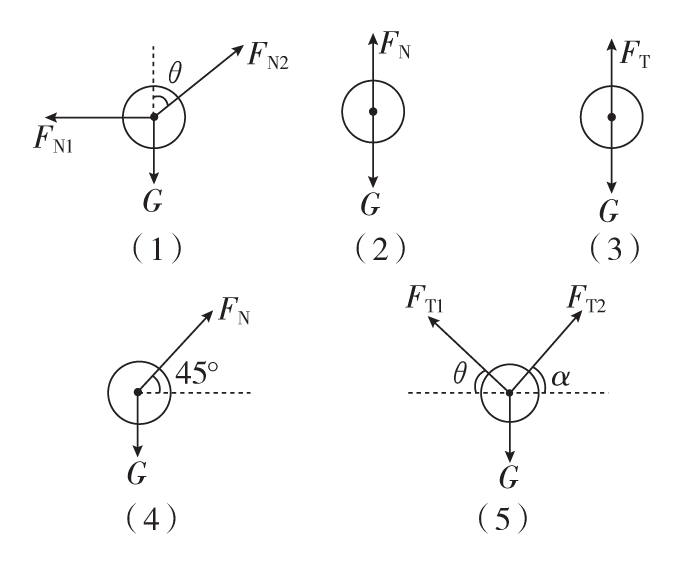 θ F_N2
F_N1
G
(1)
F_N
G
(2)
F_T
G
(3)
F_N
45°
G
(4)
F_T1 F_T2
θ α
G
(5)